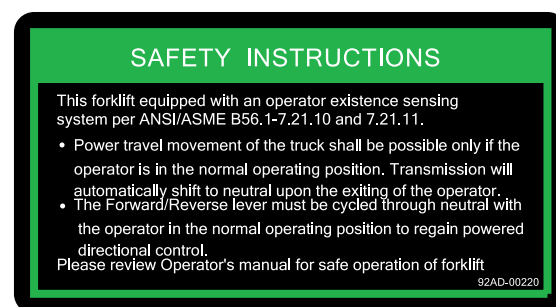 SAFETY INSTRUCTIONS
This forklift equipped with an operator existence sensing
system per ANSI/ASME B56.1-7.21.10 and 7.21.11.
• Power travel movement of the truck shall be possible only if the
operator is in the normal operating position. Transmission will
automatically shift to neutral upon the exiting of the operator.
• The Forward/Reverse lever must be cycled through neutral with
the operator in the normal operating position to regain powered
directional control.
Please review Operator's manual for safe operation of forklift
92AD-00220